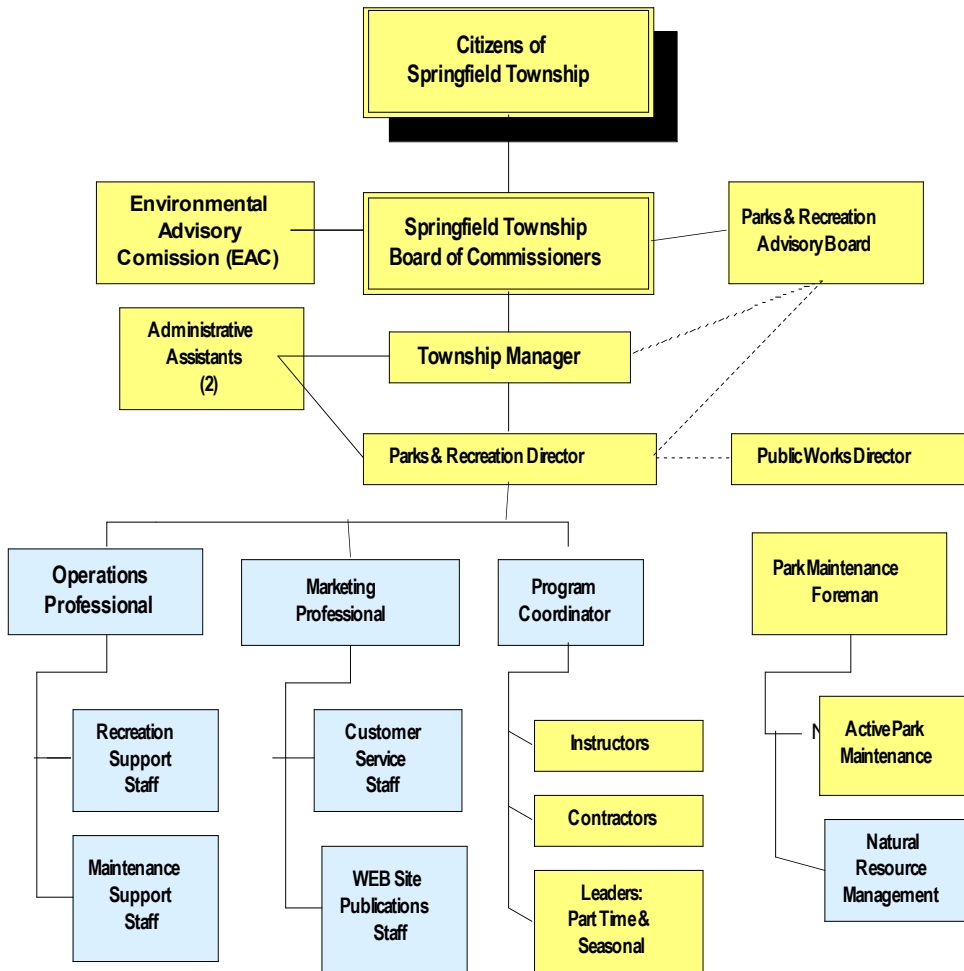 Citizens of
Springfield Township
Environmental
Advisory
Comission (EAC)
Springfield Township
Board of Commissioners
Parks & Recreation
Advisory Board
Administrative
Assistants
(2)
Township Manager
Parks & Recreation Director
Public Works Director
Operations
Professional
Marketing
Professional
Program
Coordinator
Park Maintenance
Foreman
Recreation
Support
Staff
Customer
Service
Staff
Instructors
N
Active Park
Maintenance
Contractors
Maintenance
Support
Staff
WEB Site
Publications
Staff
Leaders:
Part Time &
Seasonal
Natural
Resource
Management